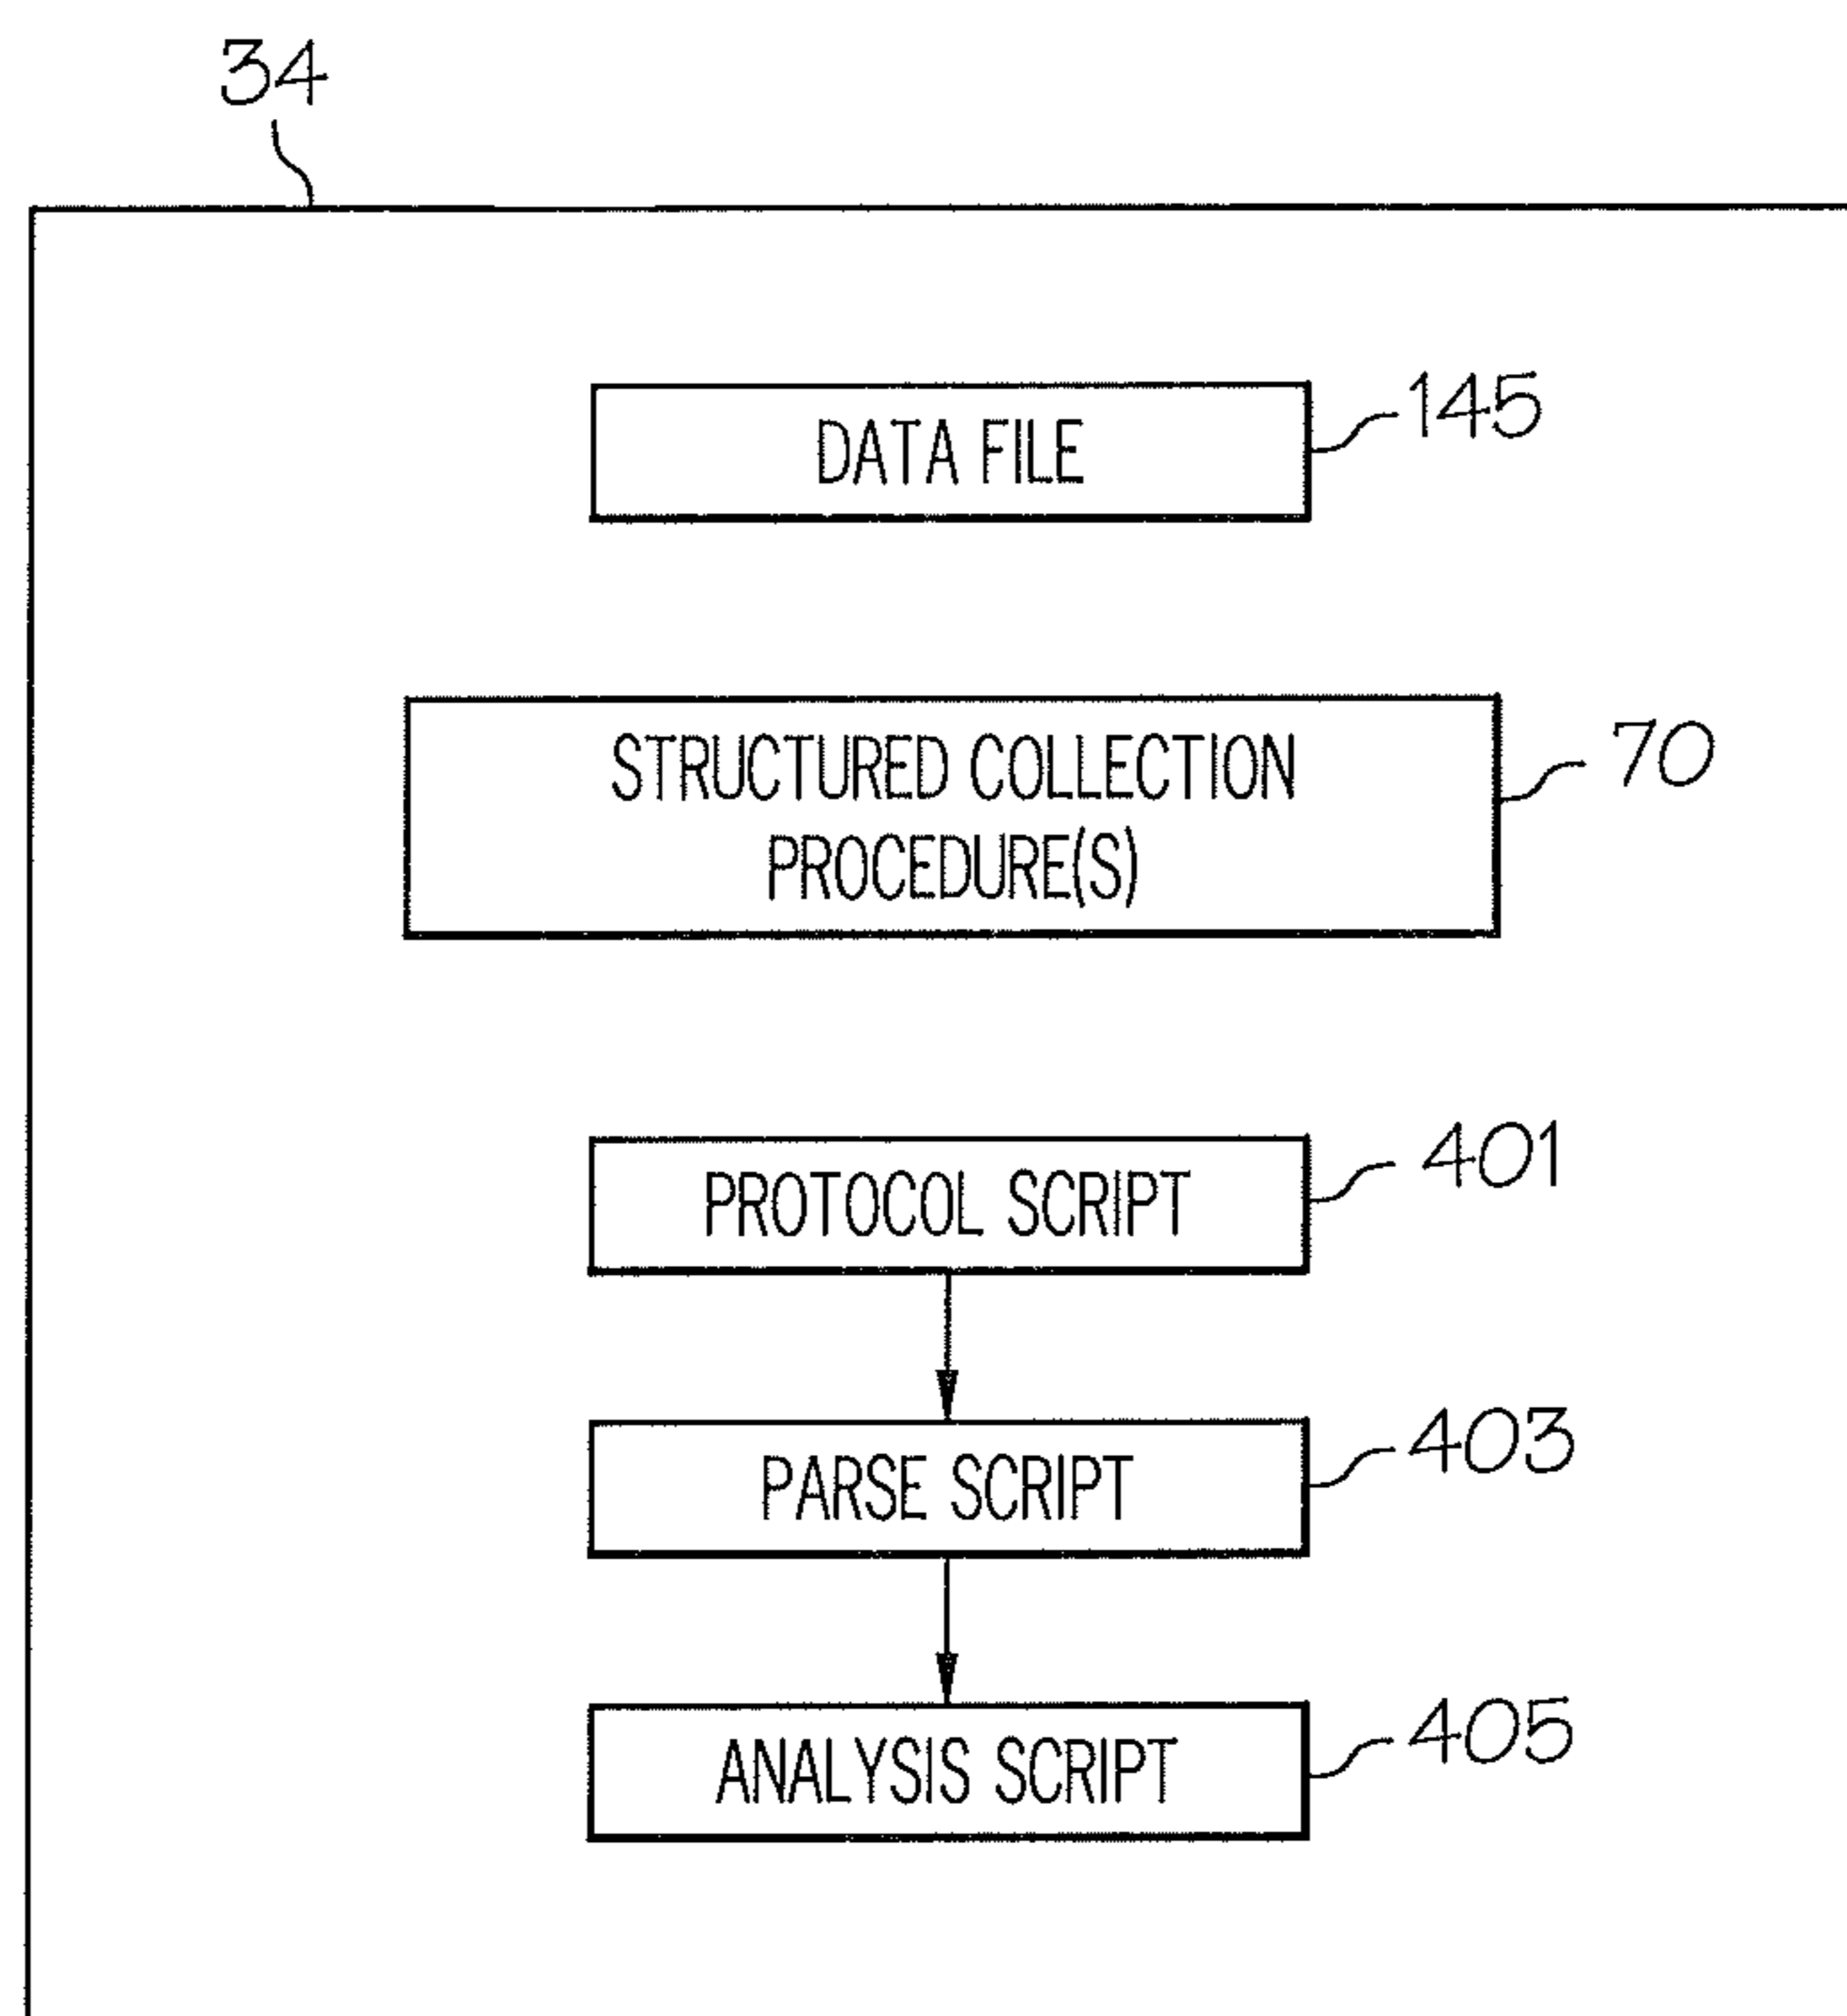 34
DATA FILE
145
STRUCTURED COLLECTION
PROCEDURE(S)
70
PROTOCOL SCRIPT
401
PARSE SCRIPT
403
ANALYSIS SCRIPT
405